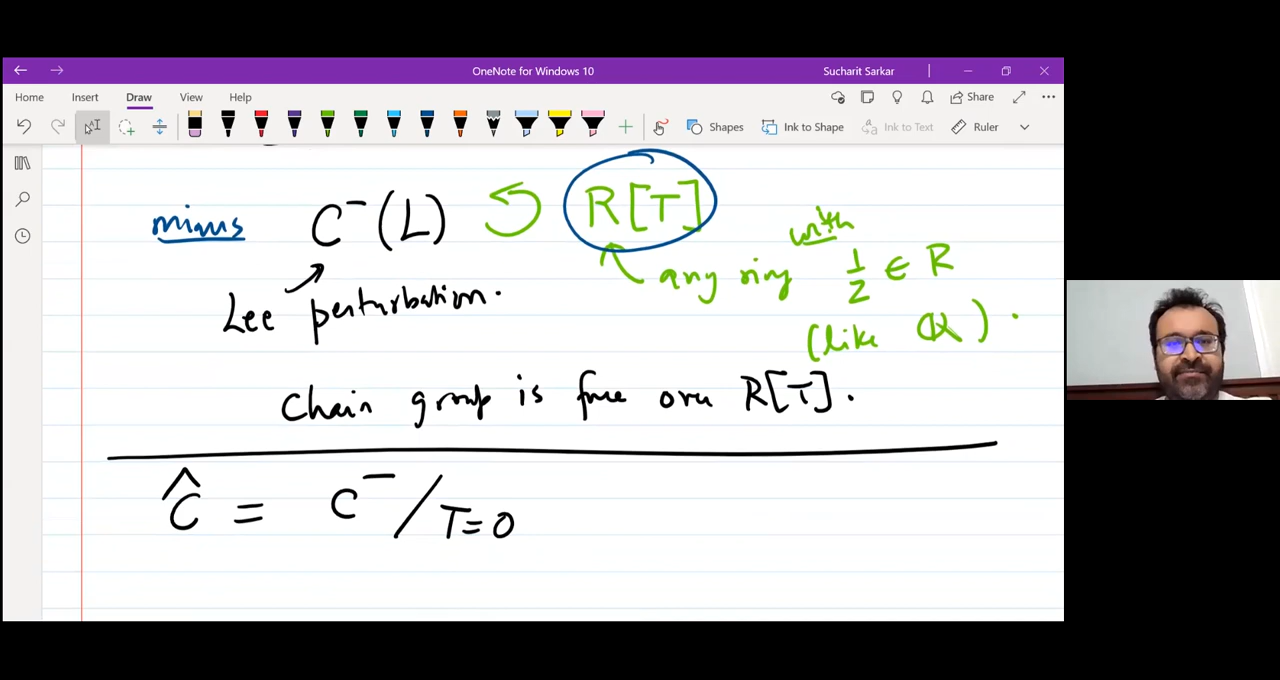 OneNote for Windows 10
Sucharit Sarkar
Home Insert Draw View Help
Share
Shapes
Ink to Shape
Ink to Text
Ruler
minus C⁻(L) R[T]
with
any ring 1/2 ∈ R
Lee perturbation.
(like ℚ).
Chain group is free over R[T].
Ĉ = C⁻/T=0